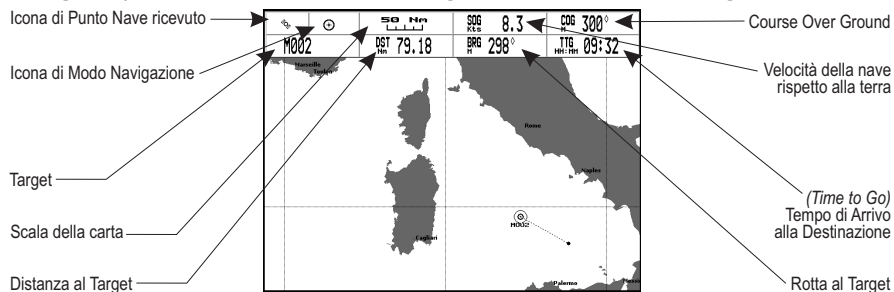 Icona di Punto Nave ricevuto
Icona di Modo Navigazione
Target
Scala della carta
Distanza al Target
50 Nm
SOG Kts 8.3
COG M 300°
M002
DST Nm 79.18
BRG M 298°
TTG HH:MM 09:32
Marseille
Toulon
Rome
Naples
M002
Cagliari
Palermo
Course Over Ground
Velocità della nave
rispetto alla terra
(Time to Go)
Tempo di Arrivo
alla Destinazione
Rotta al Target